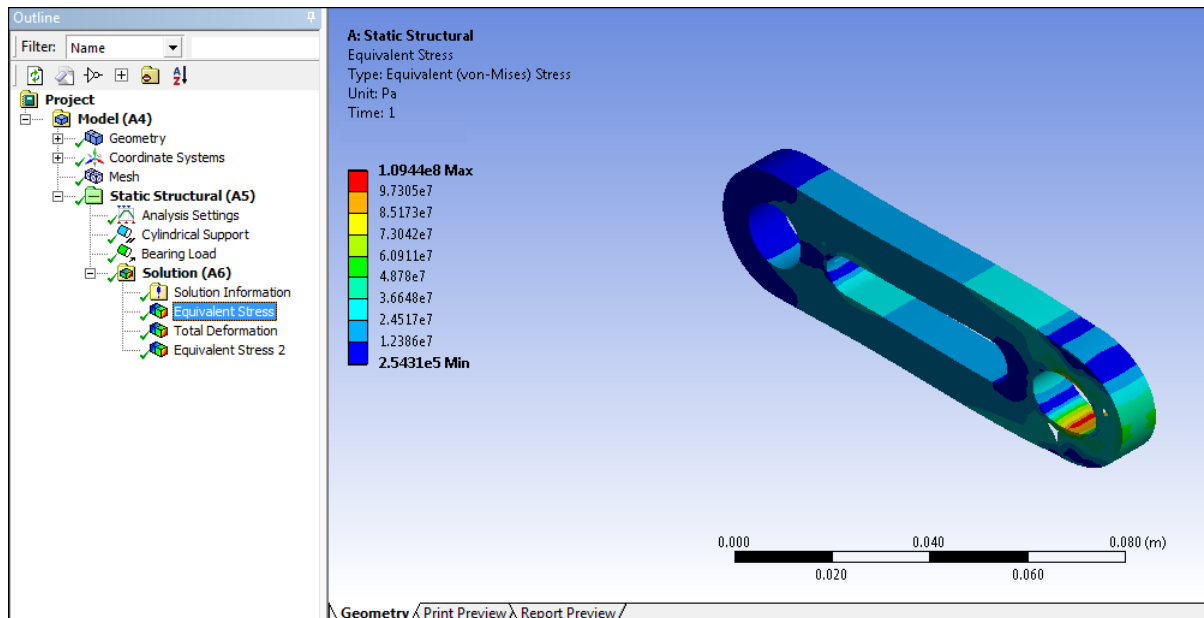 Outline
Filter: Name
Project
Model (A4)
Geometry
Coordinate Systems
Mesh
Static Structural (A5)
Analysis Settings
Cylindrical Support
Bearing Load
Solution (A6)
Solution Information
Equivalent Stress
Total Deformation
Equivalent Stress 2
A: Static Structural
Equivalent Stress
Type: Equivalent (von-Mises) Stress
Unit: Pa
Time: 1
1.0944e8 Max
9.7305e7
8.5173e7
7.3042e7
6.0911e7
4.878e7
3.6648e7
2.4517e7
1.2386e7
2.5431e5 Min
0.000 0.040 0.080 (m)
0.020 0.060
Geometry Print Preview Report Preview